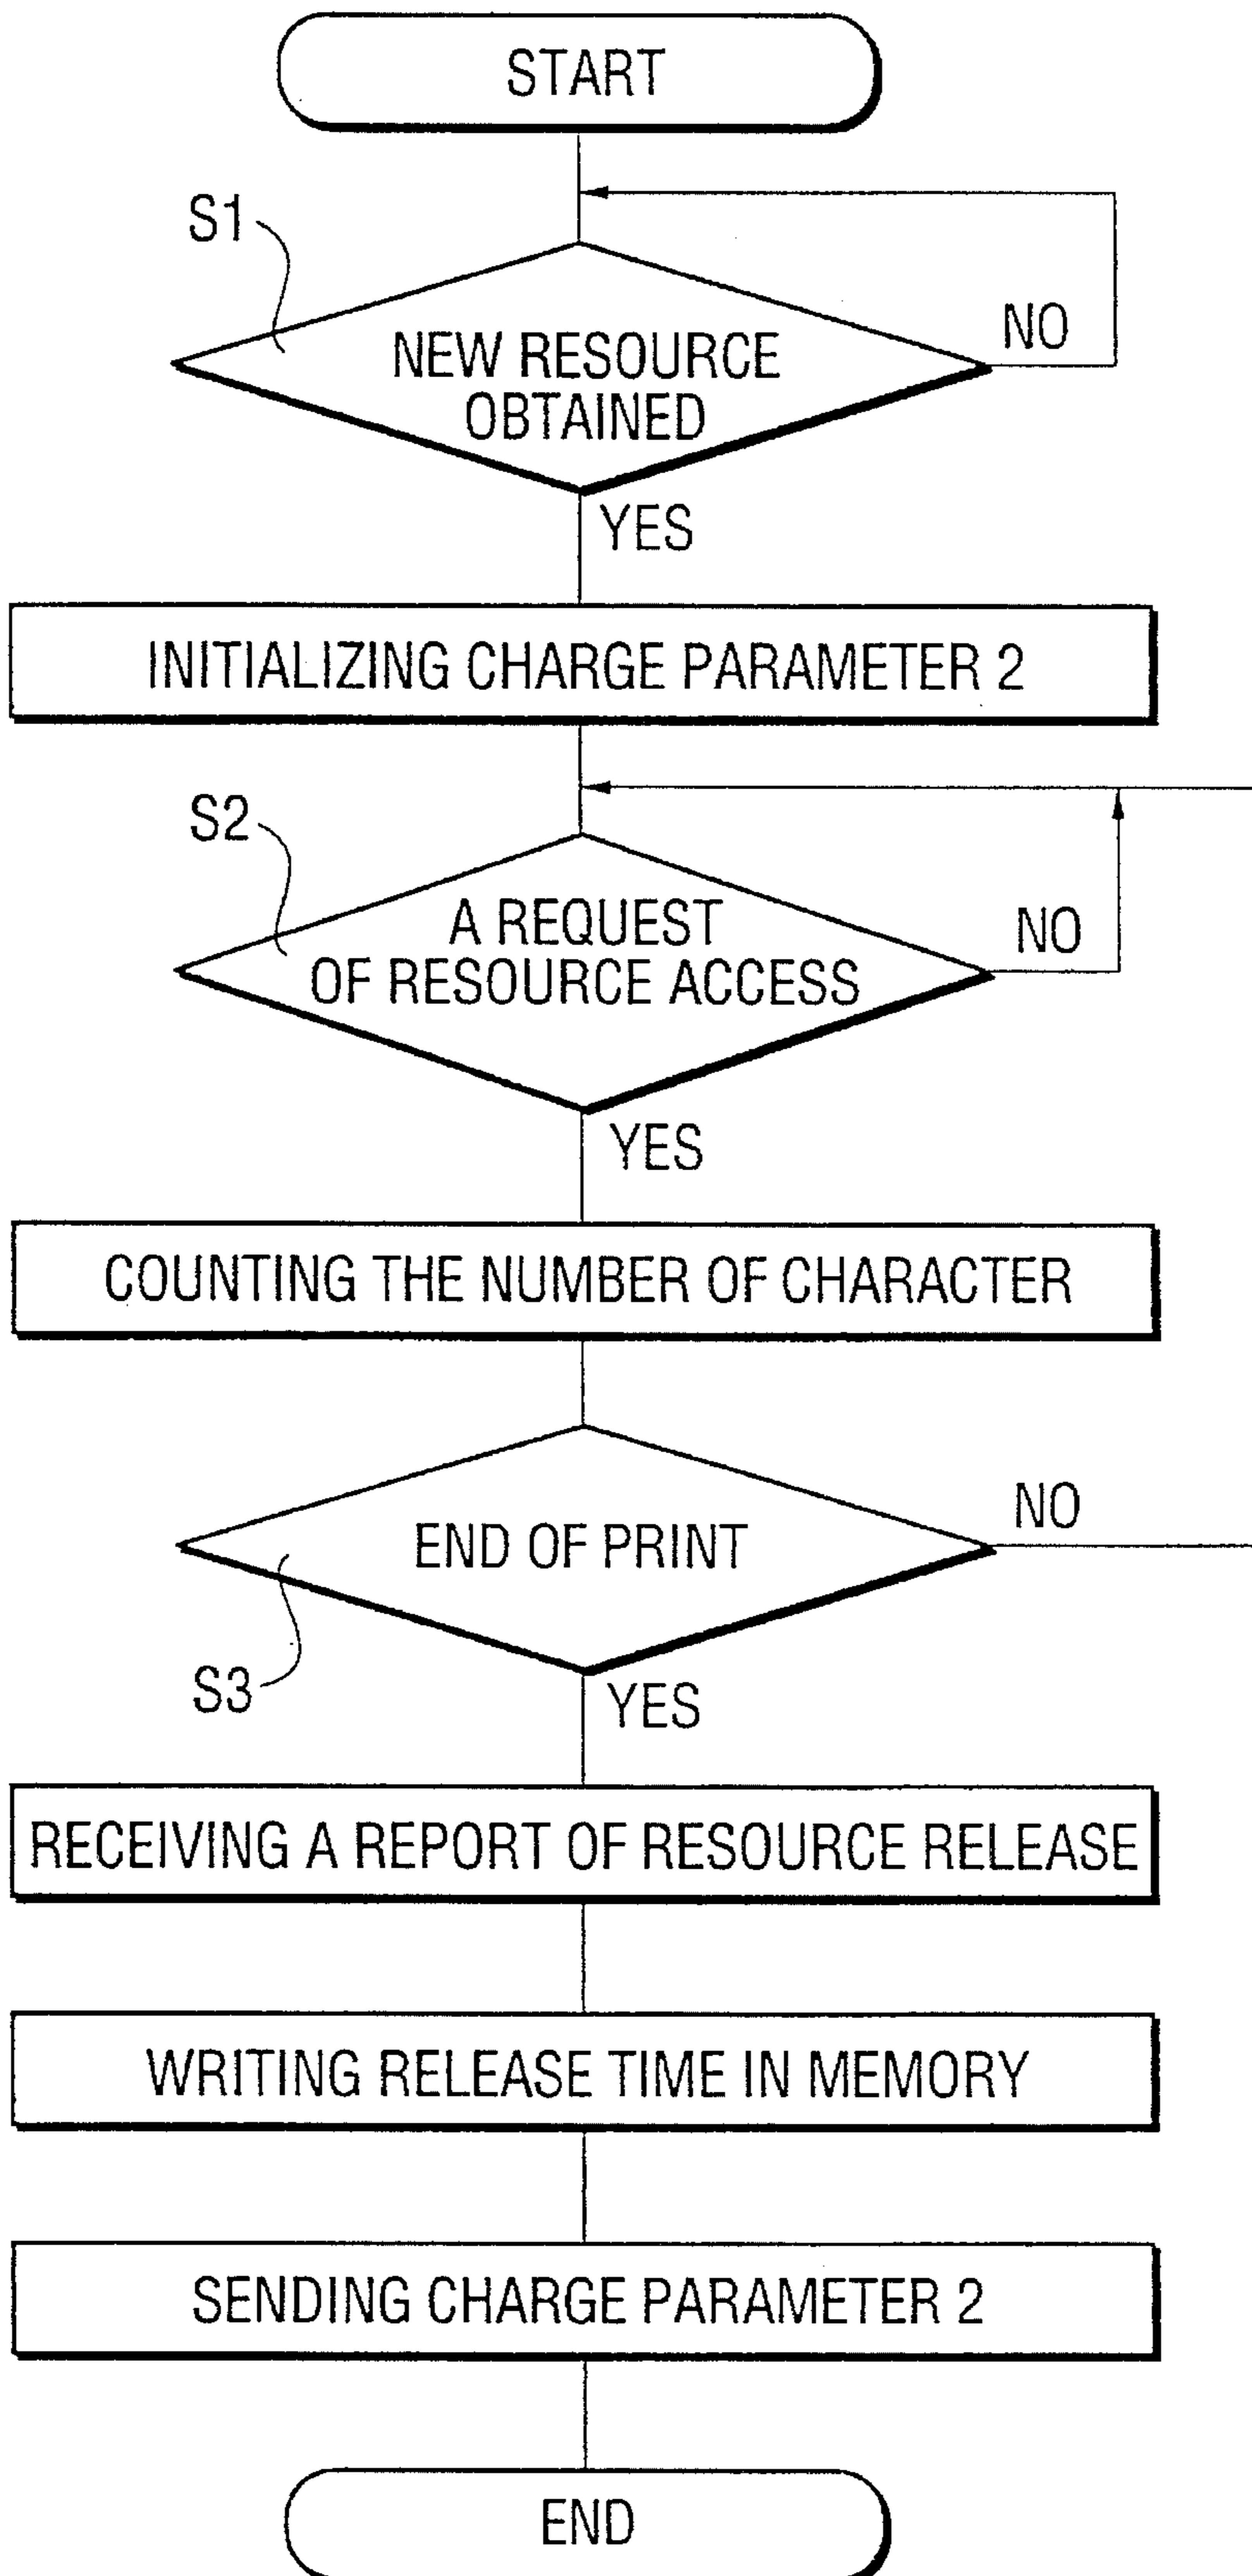 START
S1
NEW RESOURCE
OBTAINED
NO
YES
INITIALIZING CHARGE PARAMETER 2
S2
A REQUEST
OF RESOURCE ACCESS
NO
YES
COUNTING THE NUMBER OF CHARACTER
END OF PRINT
NO
S3
YES
RECEIVING A REPORT OF RESOURCE RELEASE
WRITING RELEASE TIME IN MEMORY
SENDING CHARGE PARAMETER 2
END